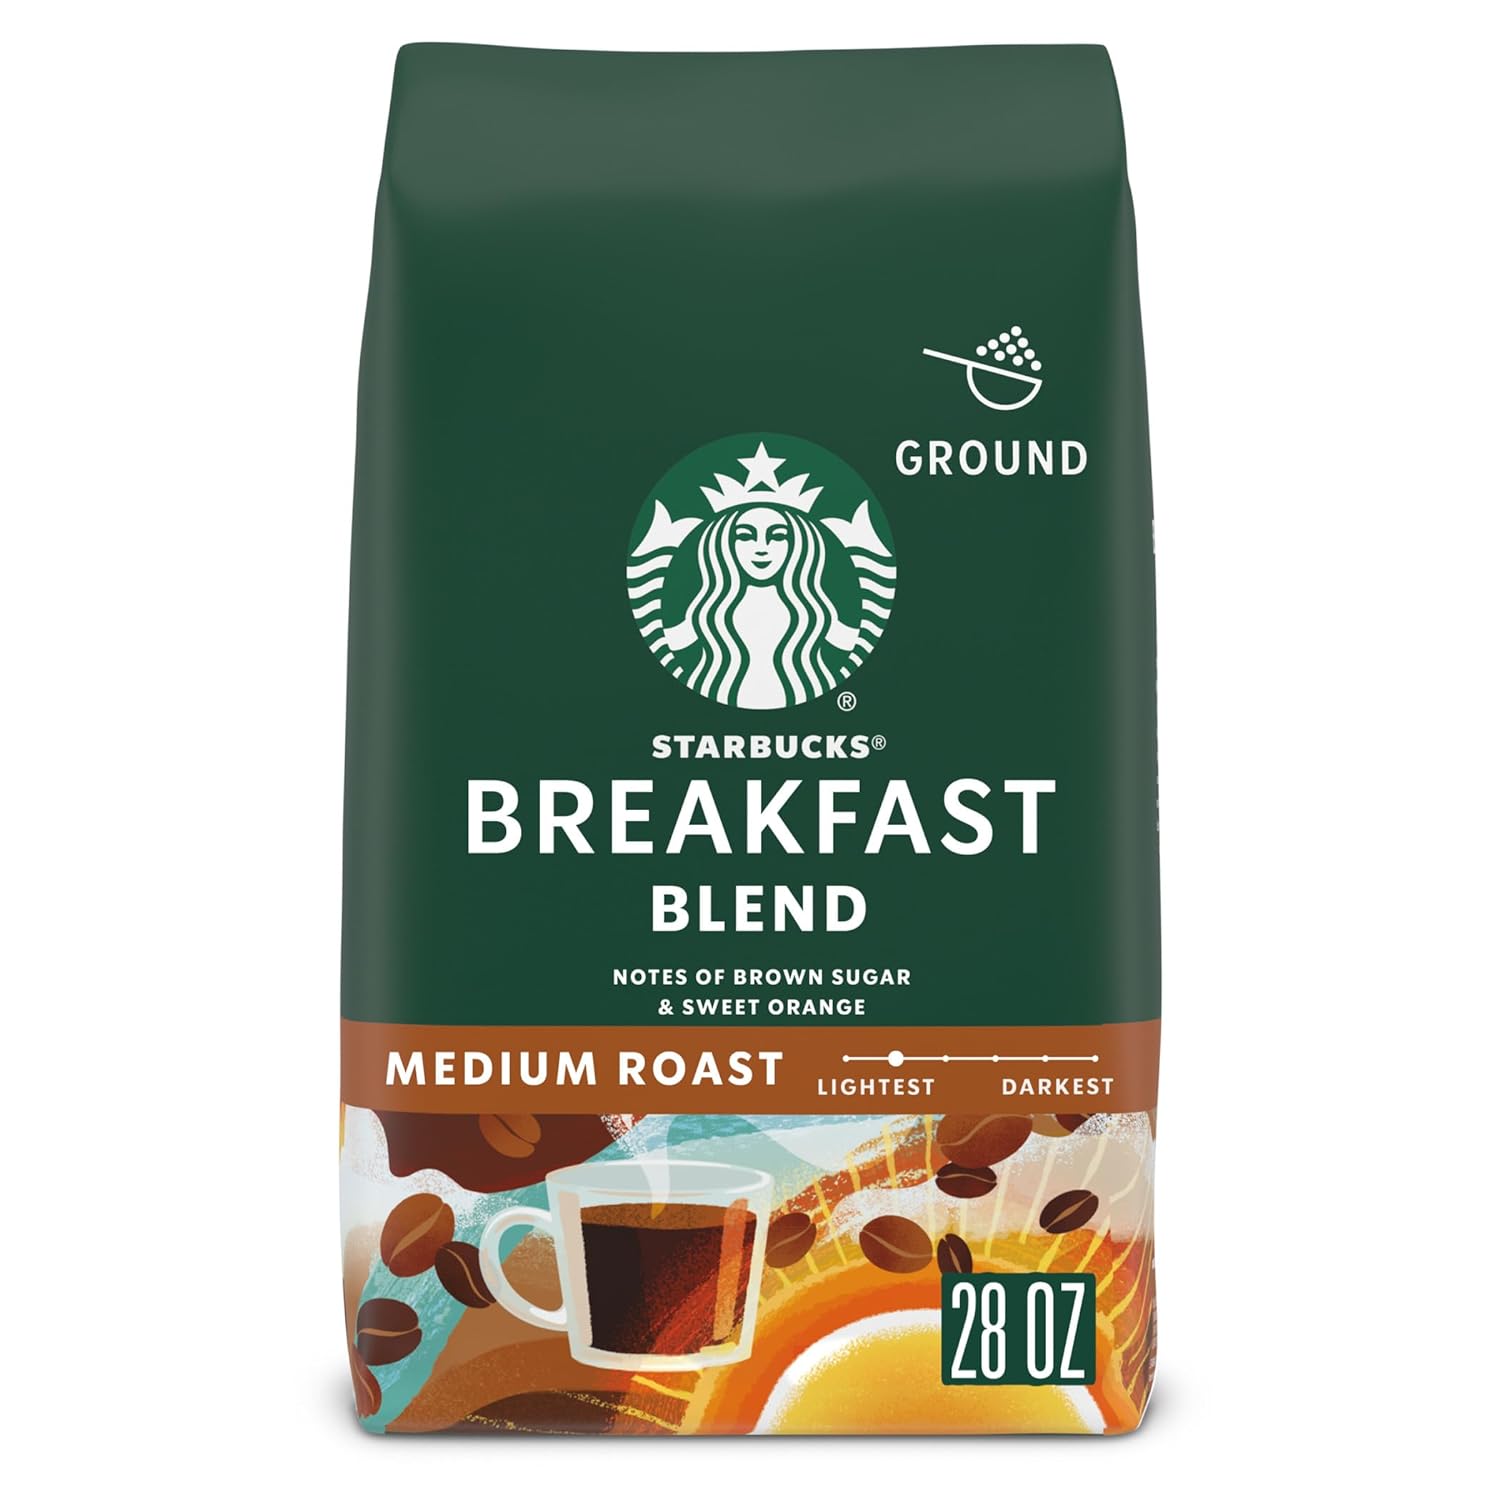 GROUND
STARBUCKS®
BREAKFAST
BLEND
NOTES OF BROWN SUGAR
& SWEET ORANGE
MEDIUM ROAST
LIGHTEST DARKEST
28 OZ